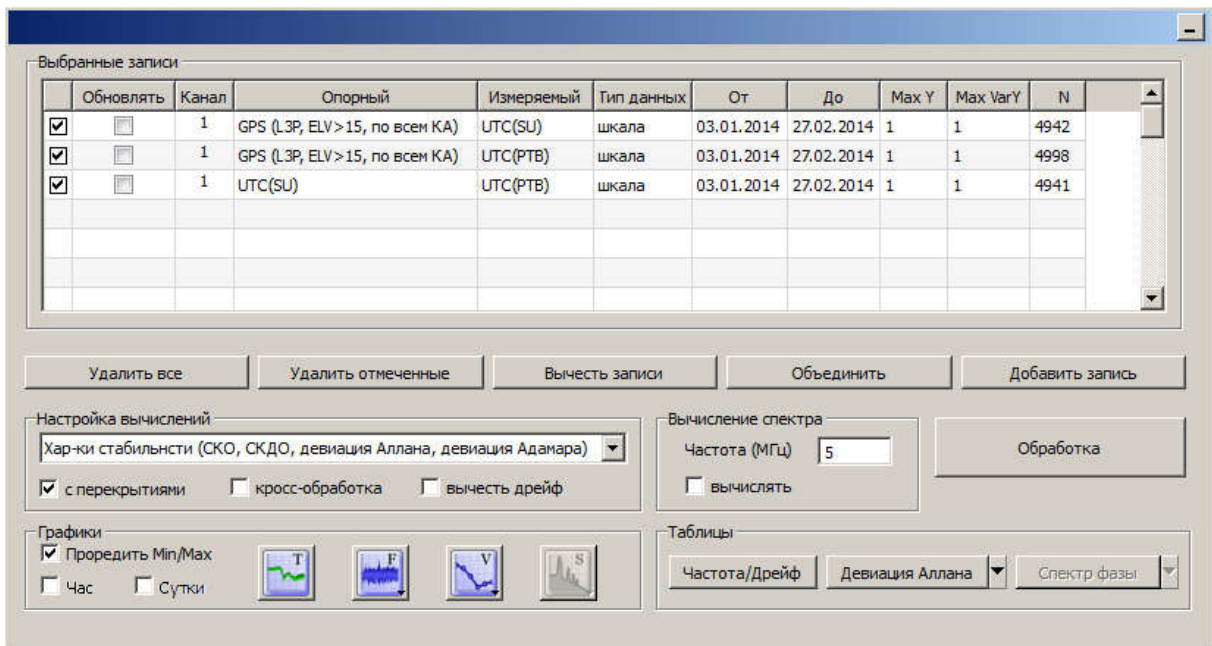 Выбранные записи
Обновлять Канал Опорный Измеряемый Тип данных От До Max Y Max VarY N
1 GPS (L3P, ELV>15, по всем КА) UTC(SU) шкала 03.01.2014 27.02.2014 1 1 4942
1 GPS (L3P, ELV>15, по всем КА) UTC(PTB) шкала 03.01.2014 27.02.2014 1 1 4998
1 UTC(SU) UTC(PTB) шкала 03.01.2014 27.02.2014 1 1 4941
Удалить все Удалить отмеченные Вычесть записи Объединить Добавить запись
Настройка вычислений Вычисление спектра
Хар-ки стабильнсти (СКО, СКДО, девиация Аллана, девиация Адамара) Частота (МГц) 5 Обработка
с перекрытиями кросс-обработка вычесть дрейф вычислять
Графики Таблицы
Проредить Min/Max T F V S
Час Сутки Частота/Дрейф Девиация Аллана Спектр фазы